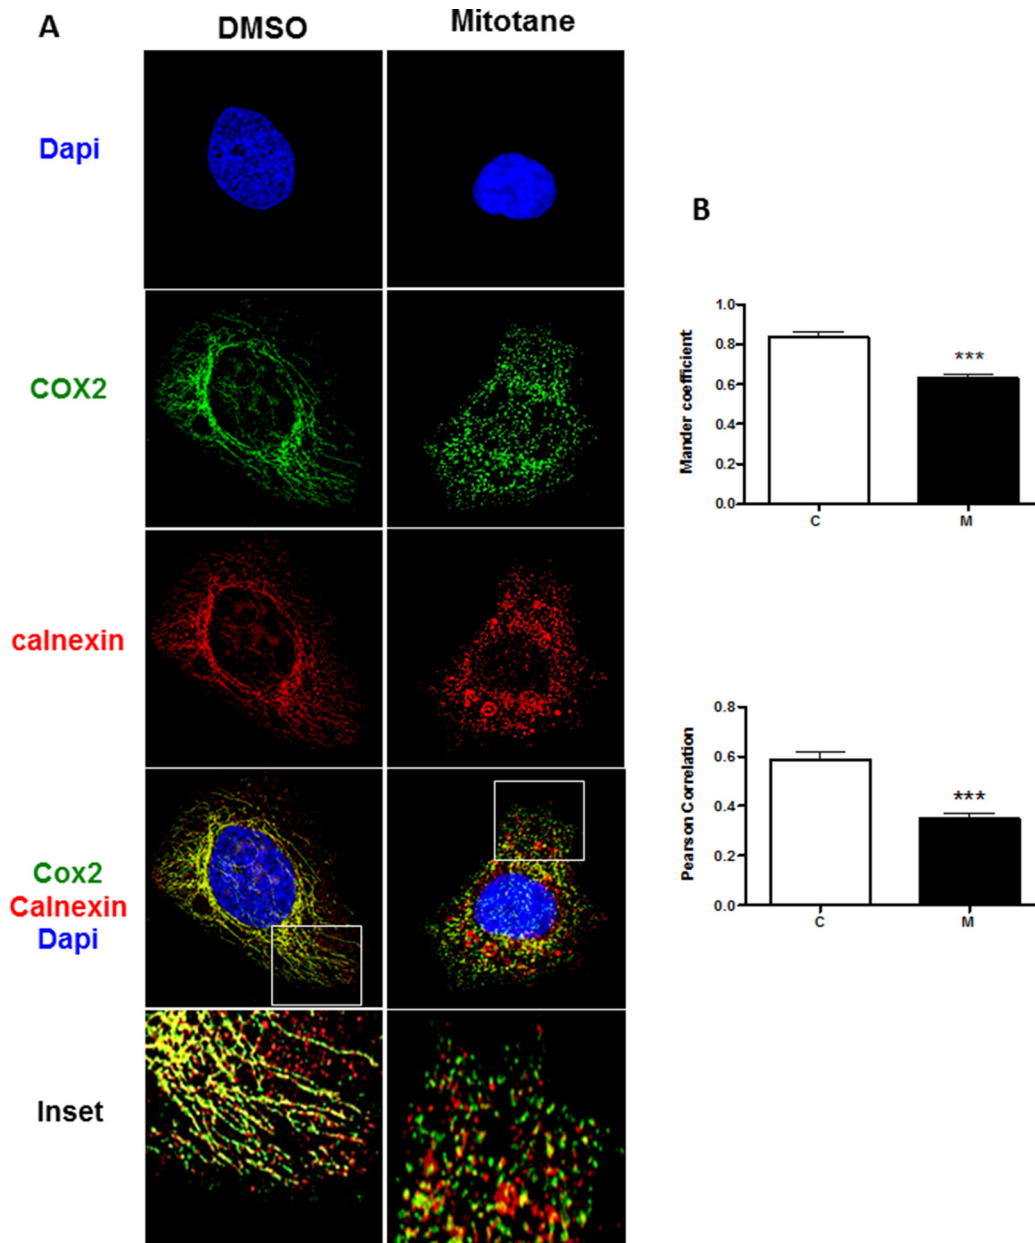 A
DMSO
Mitotane
Dapi
COX2
calnexin
Cox2
Calnexin
Dapi
Inset
B
Mander coefficient
1.0
0.8
0.6
0.4
0.2
0.0
***
C
M
Pearson Correlation
0.8
0.6
0.4
0.2
0.0
***
C
M